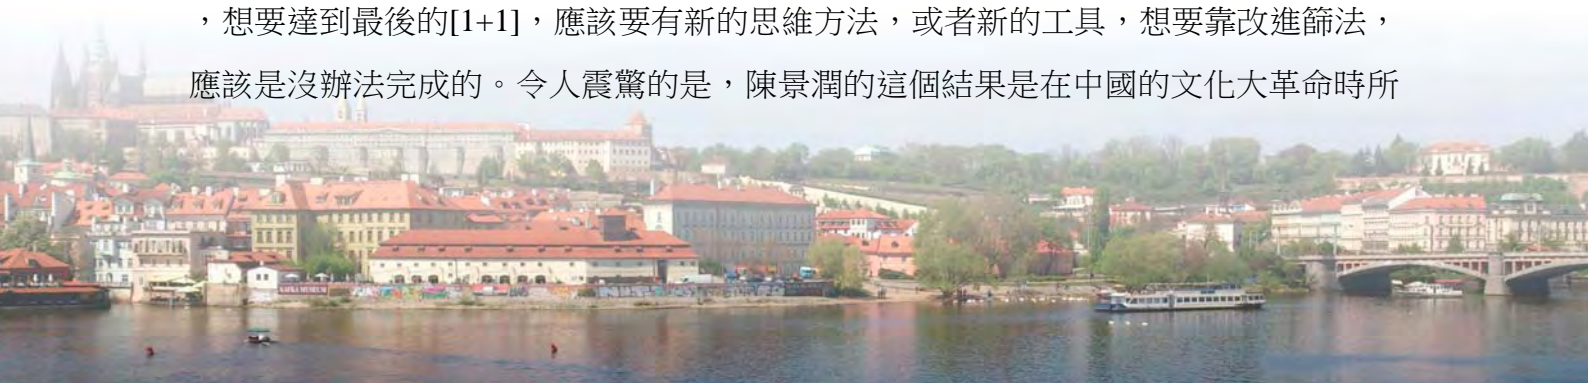 ，想要達到最後的[1+1]，應該要有新的思維方法，或者新的工具，想要靠改進篩法，
應該是沒辦法完成的。令人震驚的是，陳景潤的這個結果是在中國的文化大革命時所
KAFKA MUSEUM